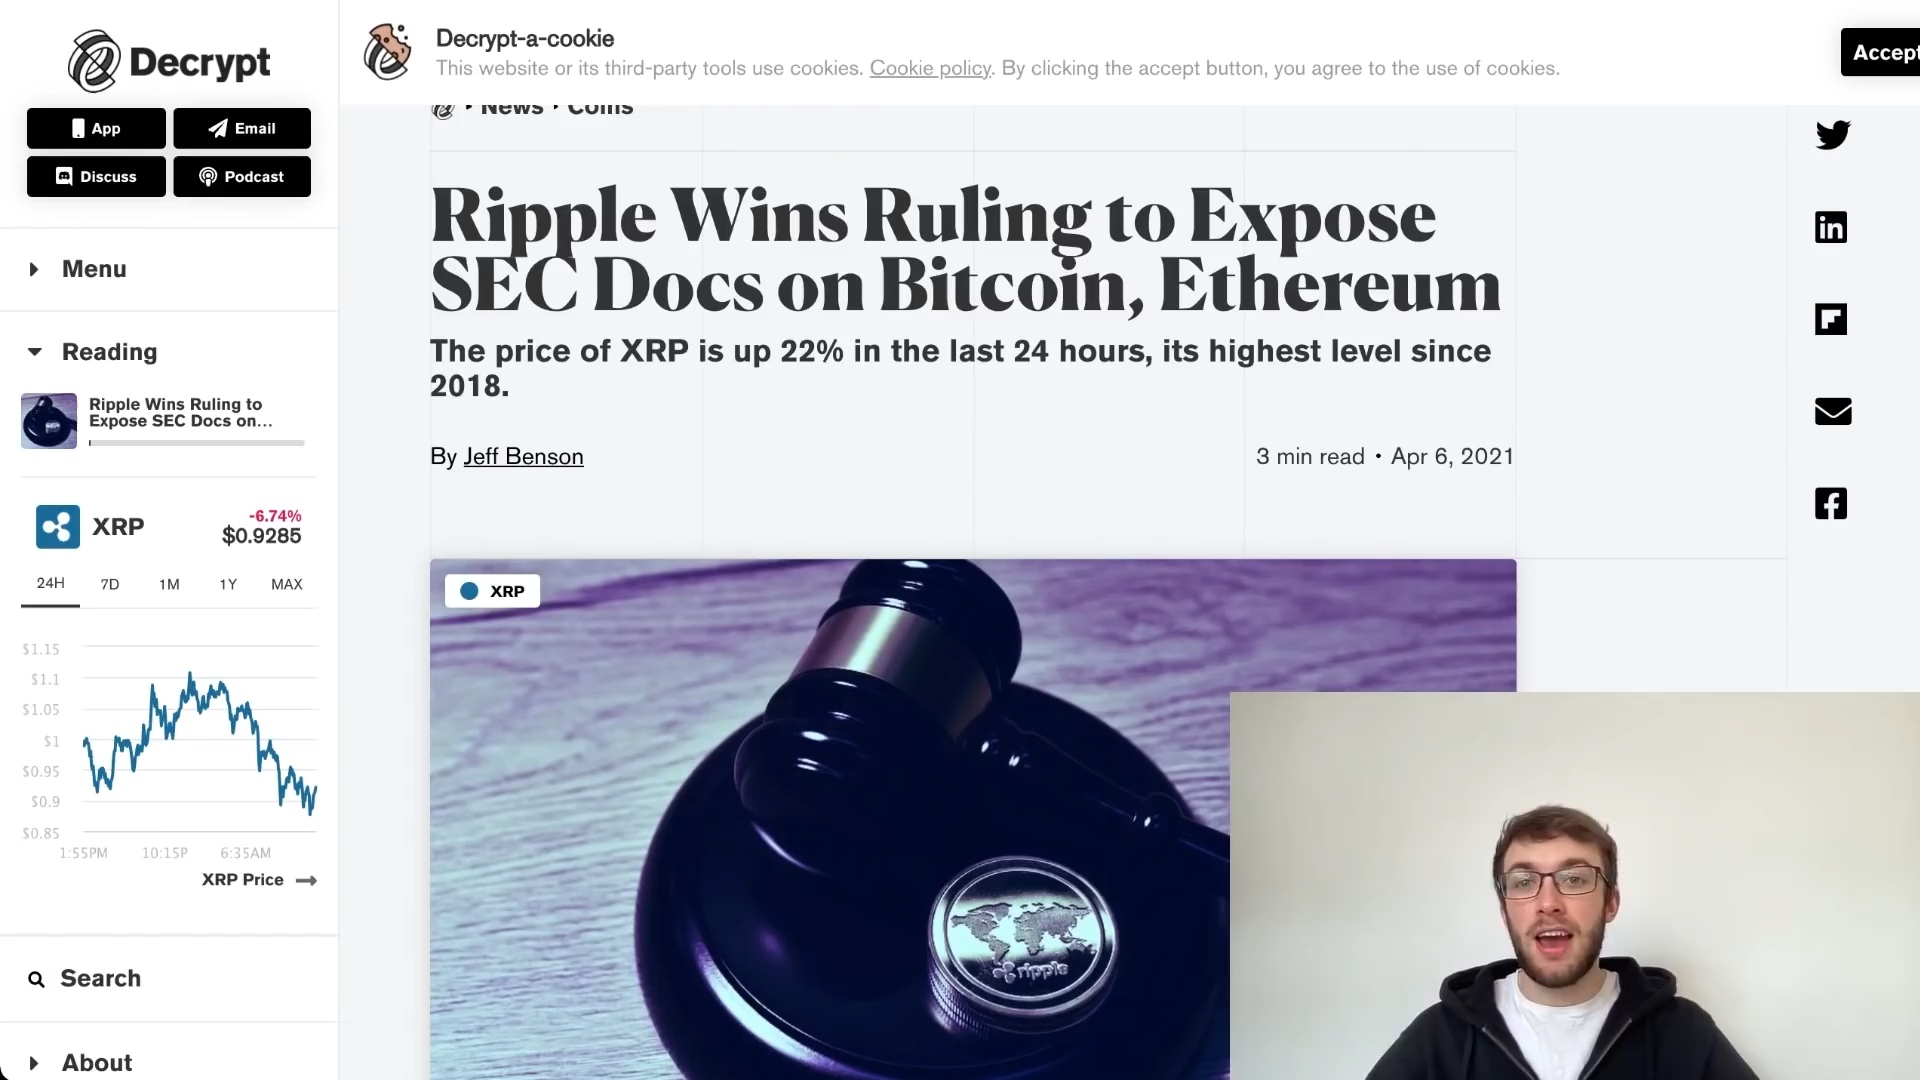 Decrypt
App
Email
Discuss
Podcast
Menu
Reading
Ripple Wins Ruling to
Expose SEC Docs on...
XRP
-6.74%
$0.9285
24H
7D
1M
1Y
MAX
$1.15
$1.1
$1.05
$1
$0.95
$0.9
$0.85
1:55PM
10:15P
6:35AM
XRP Price
Search
About
Decrypt-a-cookie
This website or its third-party tools use cookies. Cookie policy. By clicking the accept button, you agree to the use of cookies.
Accept
News
Coins
Ripple Wins Ruling to Expose
SEC Docs on Bitcoin, Ethereum
The price of XRP is up 22% in the last 24 hours, its highest level since
2018.
By Jeff Benson
3 min read • Apr 6, 2021
XRP
ripple